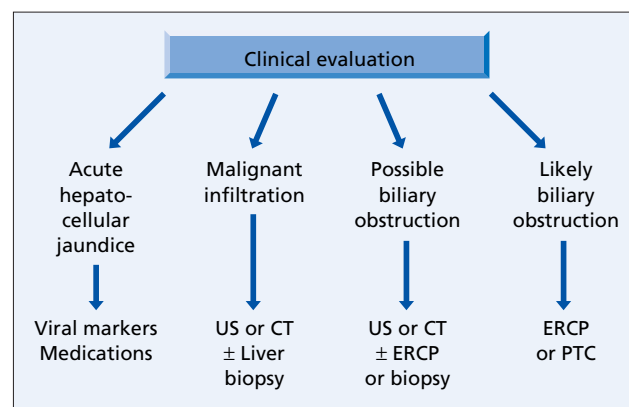 Clinical evaluation
Acute
hepato-
cellular
jaundice
Malignant
infiltration
Possible
biliary
obstruction
Likely
biliary
obstruction
Viral markers
Medications
US or CT
± Liver
biopsy
US or CT
± ERCP
or biopsy
ERCP
or PTC